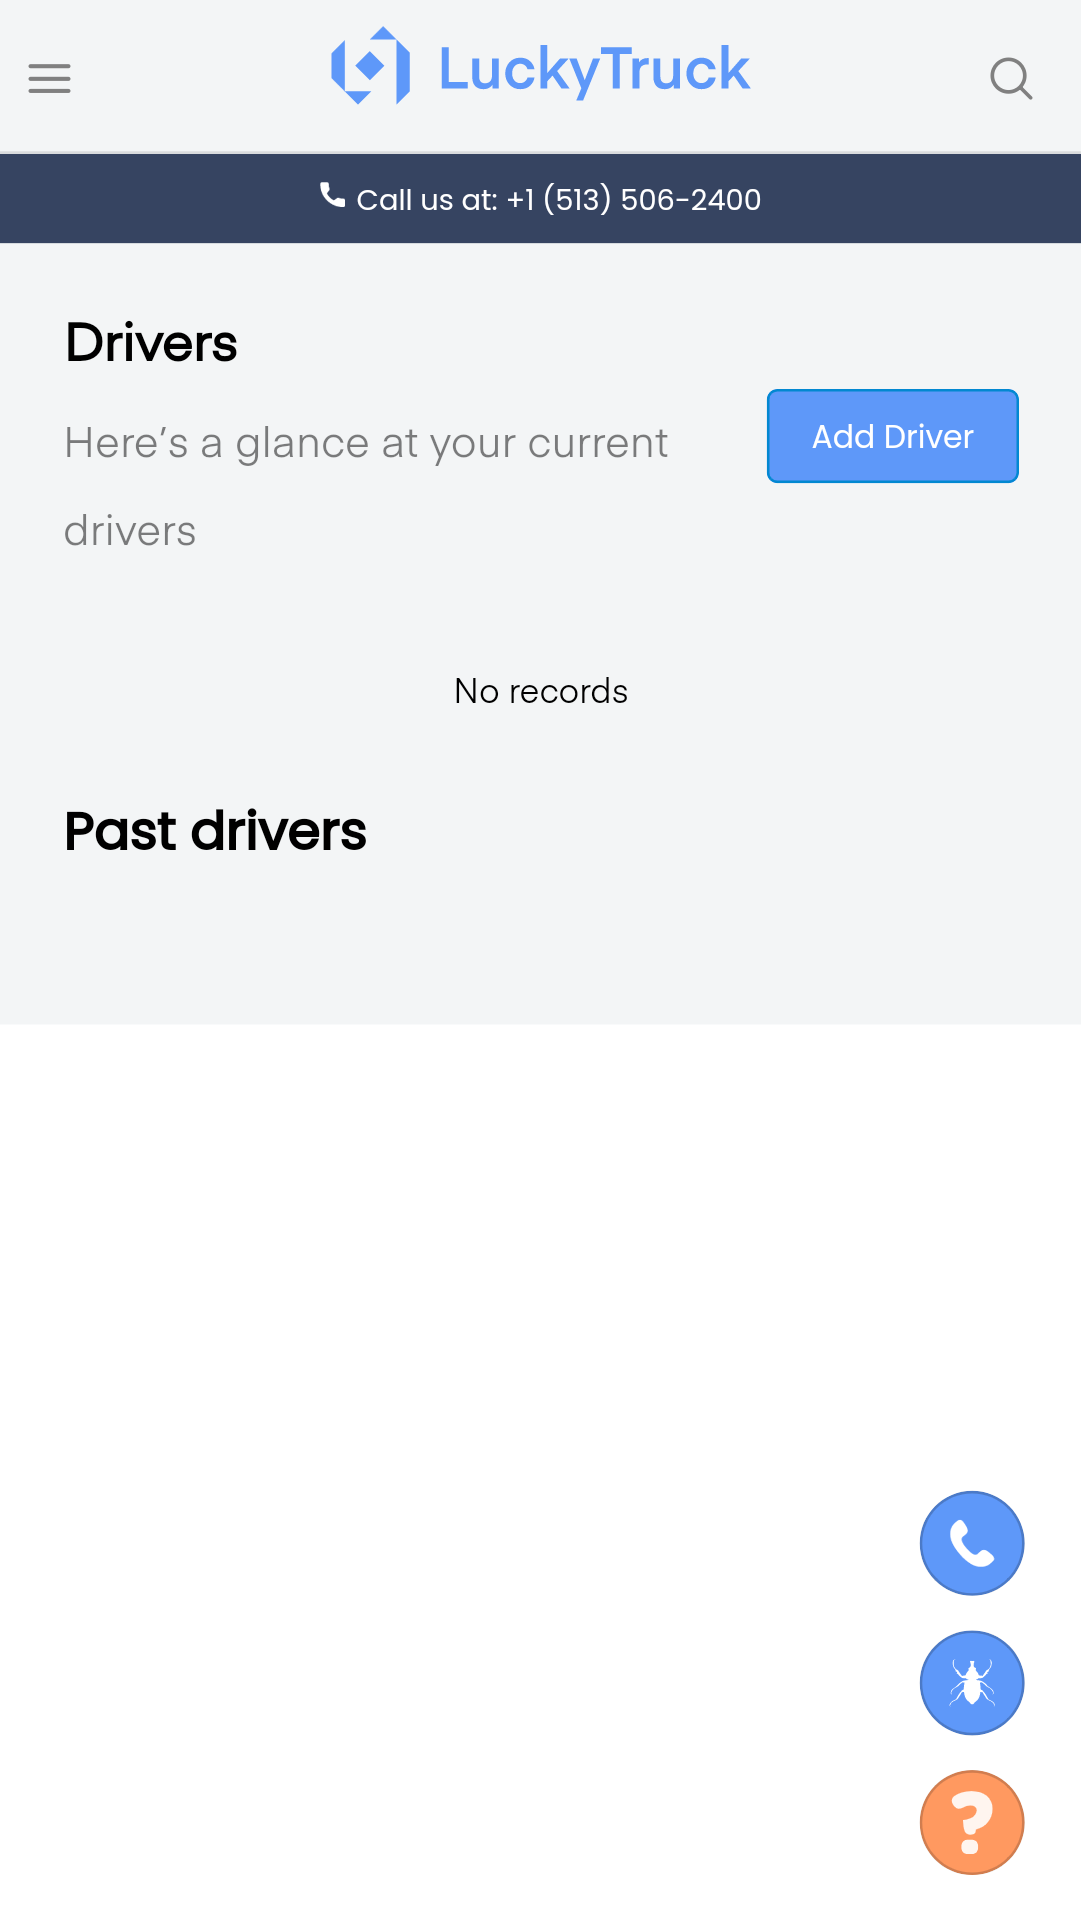 LuckyTruck
Call us at: +1 (513) 506-2400
Drivers
Here’s a glance at your current
drivers
Add Driver
No records
Past drivers
?